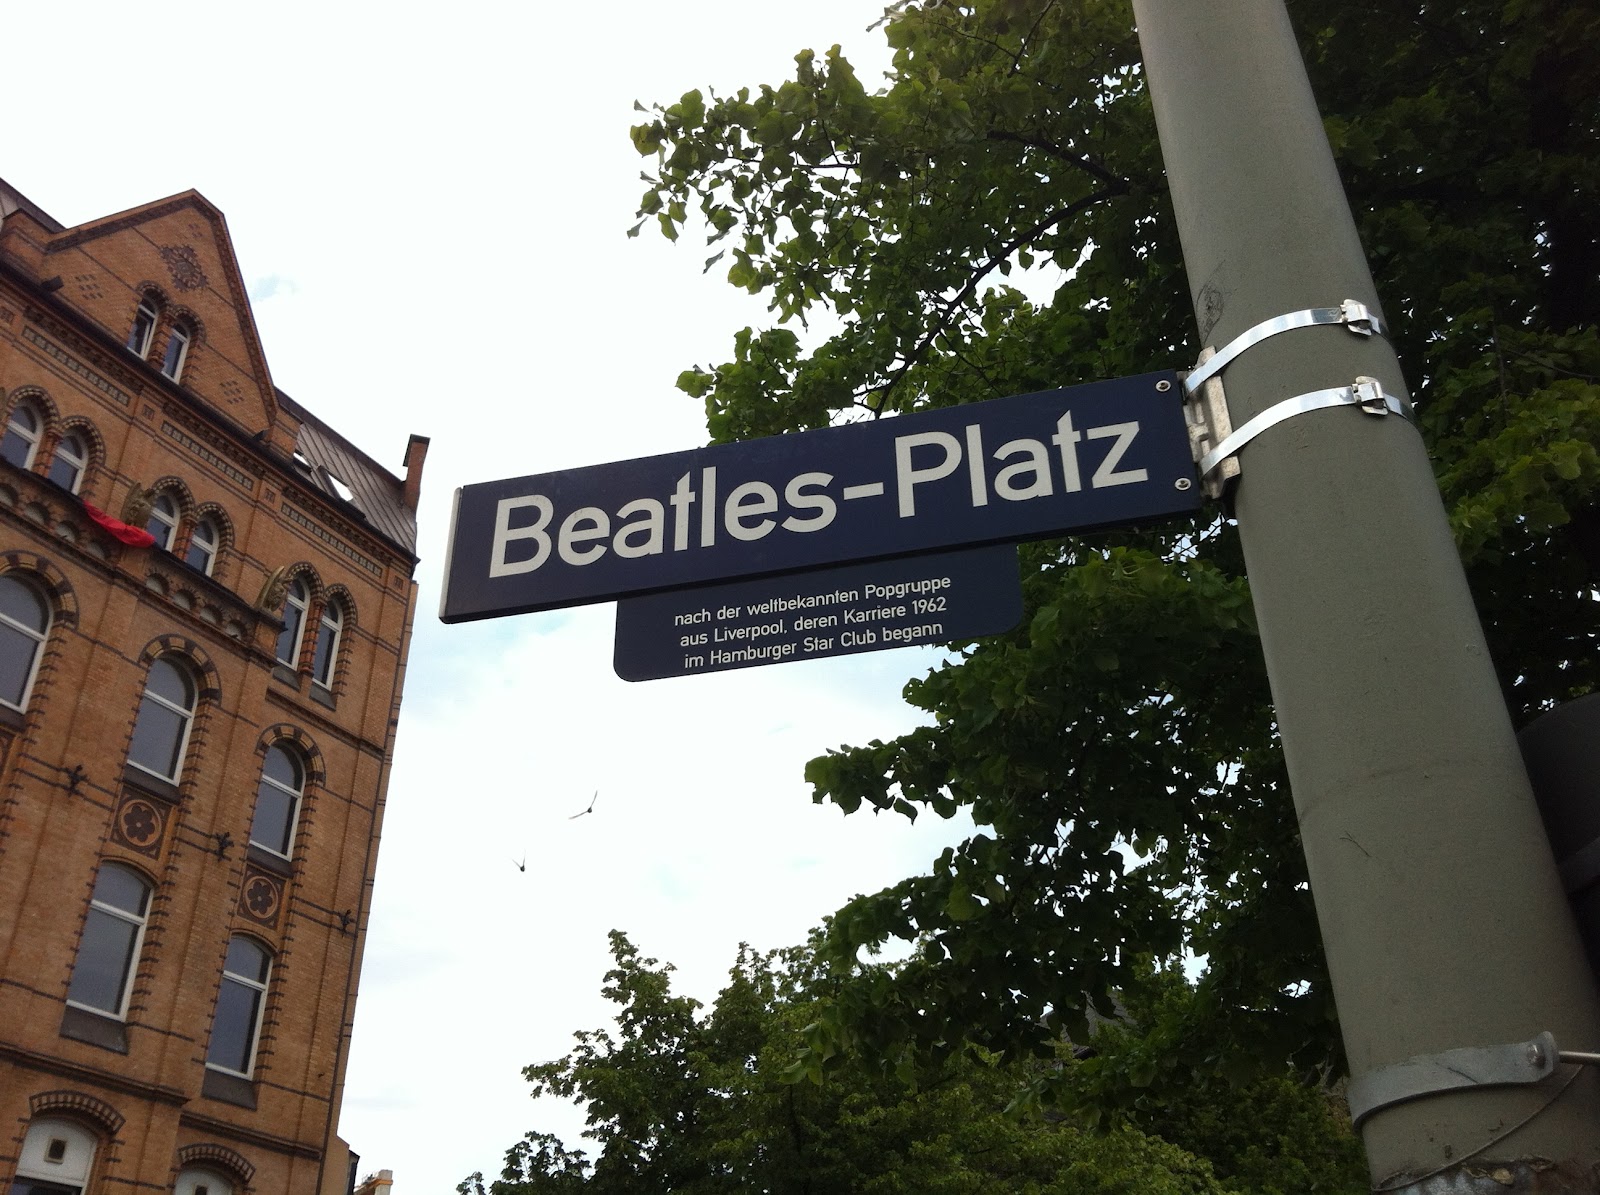 Beatles-Platz
nach der weltbekannten Popgruppe
aus Liverpool, deren Karriere 1962
im Hamburger Star Club begann